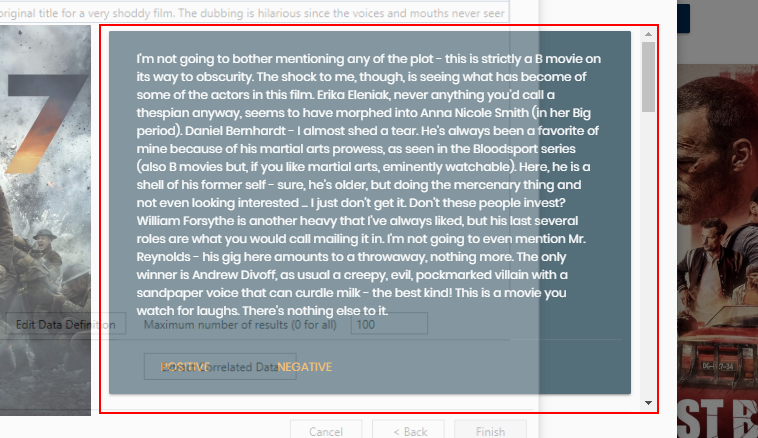 original title for a very shoddy film. The dubbing is hilarious since the voices and mouths never seer
7
I'm not going to bother mentioning any of the plot - this is strictly a B movie on
its way to obscurity. The shock to me, though, is seeing what has become of
some of the actors in this film. Erika Eleniak, never anything you'd call a
thespian anyway, seems to have morphed into Anna Nicole Smith (in her Big
period). Daniel Bernhardt - I almost shed a tear. He's always been a favorite of
mine because of his martial arts prowess, as seen in the Bloodsport series
(also B movies but, if you like martial arts, eminently watchable). Here, he is a
shell of his former self - sure, he's older, but doing the mercenary thing and
not even looking interested ... I just don't get it. Don't these people invest?
William Forsythe is another heavy that I've always liked, but his last several
roles are what you would call mailing it in. I'm not going to even mention Mr.
Reynolds - his gig here amounts to a throwaway, nothing more. The only
winner is Andrew Divoff, as usual a creepy, evil, pockmarked villain with a
sandpaper voice that can curdle milk - the best kind! This is a movie you
watch for laughs. There's nothing else to it.
Edit Data Definition Maximum number of results (0 for all) 100
POSITIVE Correlated Data NEGATIVE
Cancel < Back Finish
ST E